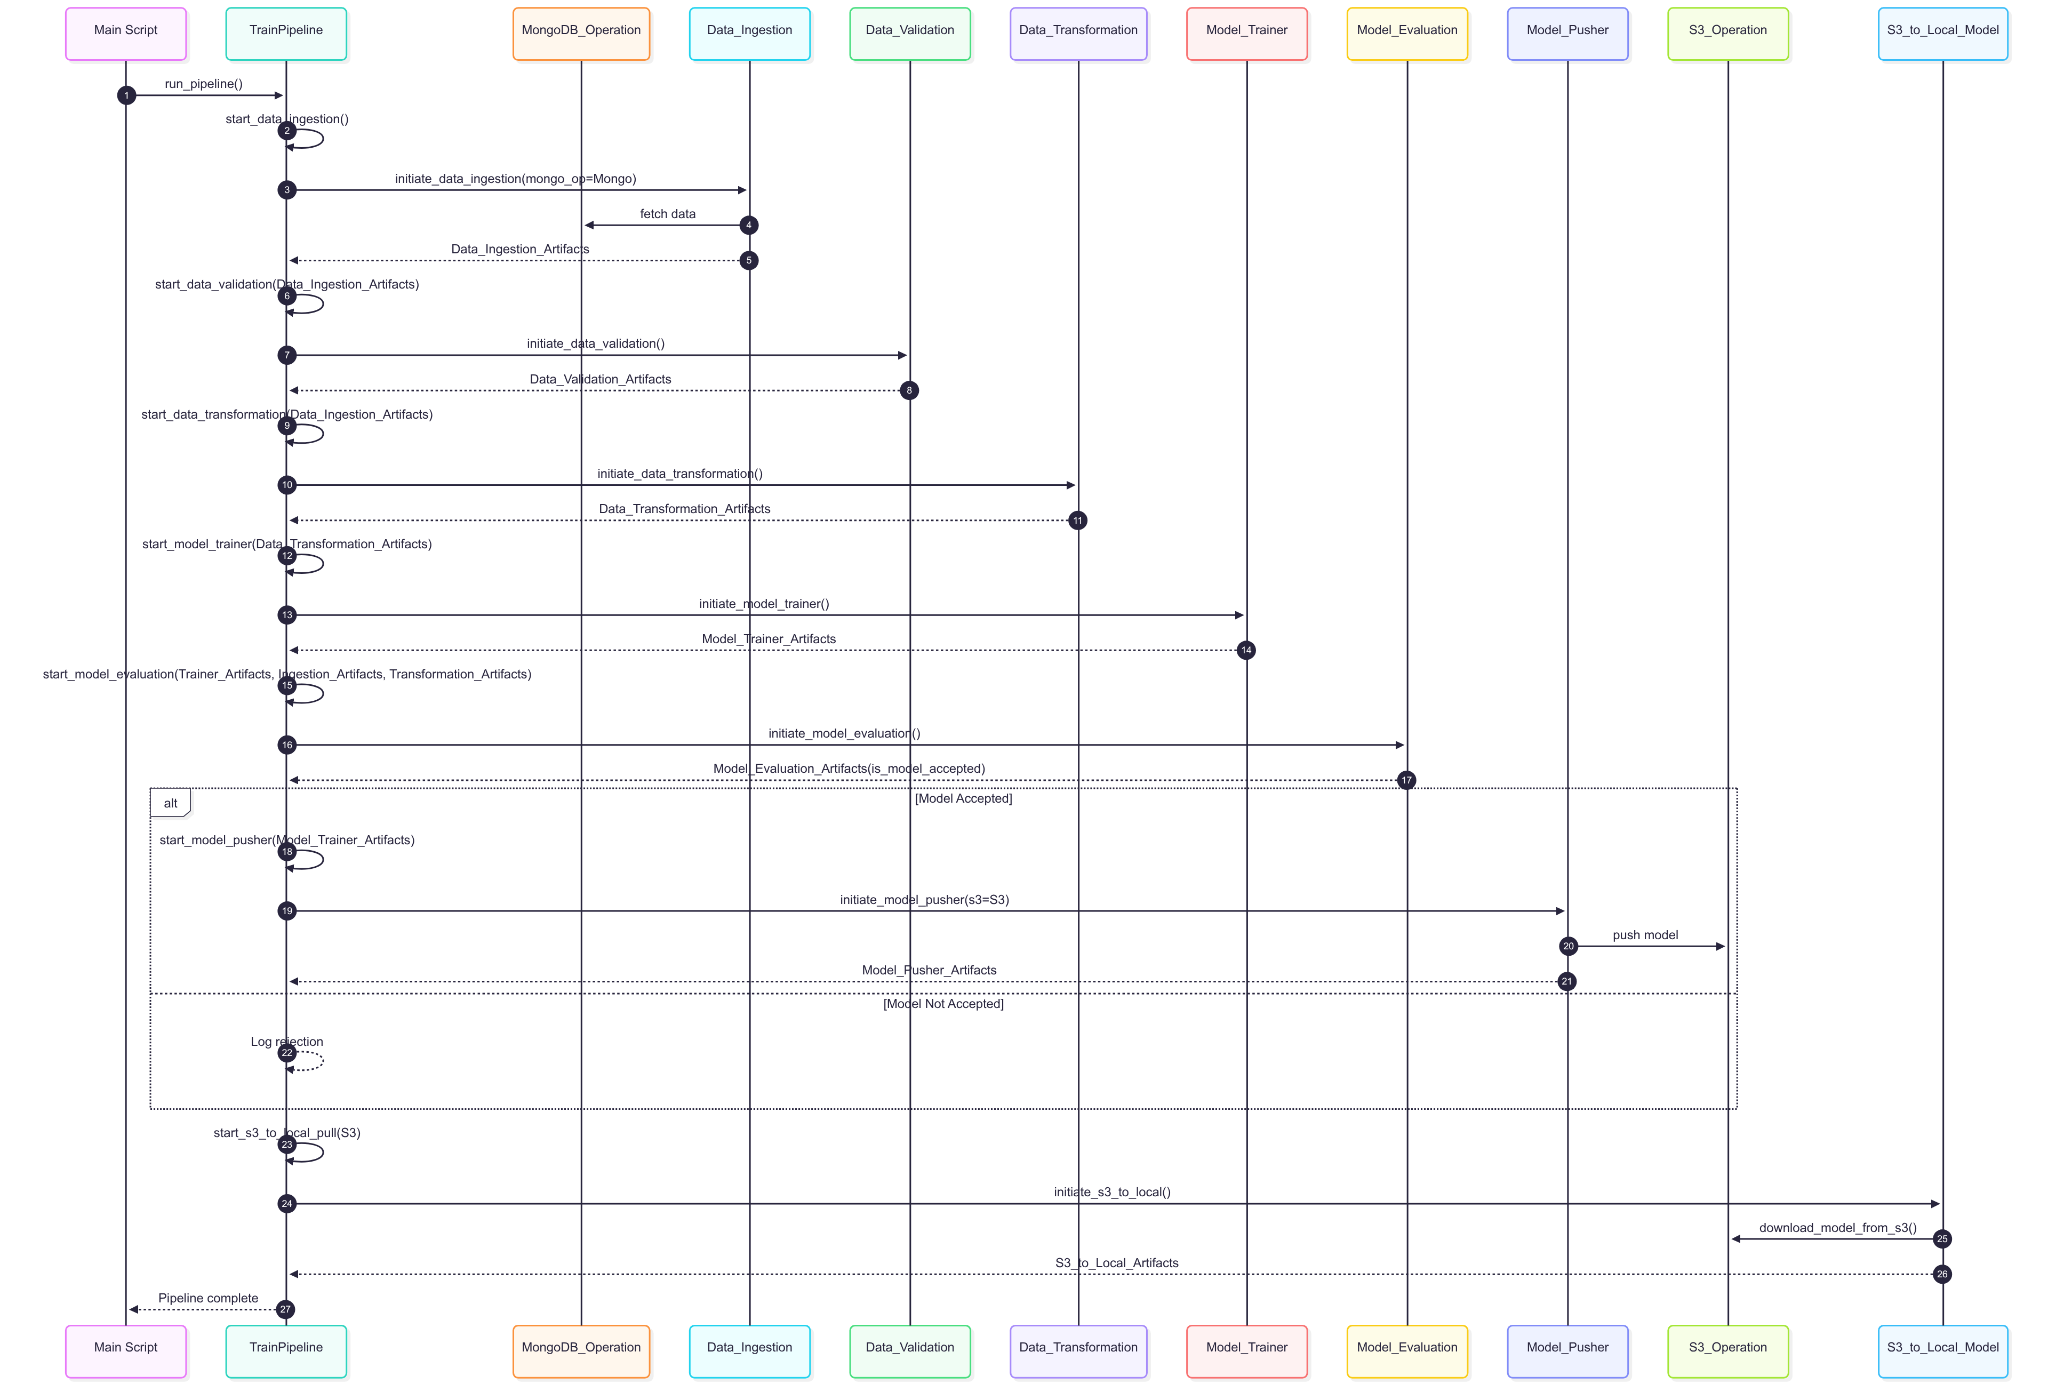 Main Script
TrainPipeline
MongoDB_Operation
Data_Ingestion
Data_Validation
Data_Transformation
Model_Trainer
Model_Evaluation
Model_Pusher
S3_Operation
S3_to_Local_Model
1
run_pipeline()
start_data_ingestion()
2
initiate_data_ingestion(mongo_op=Mongo)
3
fetch data
4
Data_Ingestion_Artifacts
5
start_data_validation(Data_Ingestion_Artifacts)
6
initiate_data_validation()
7
Data_Validation_Artifacts
8
start_data_transformation(Data_Ingestion_Artifacts)
9
initiate_data_transformation()
10
Data_Transformation_Artifacts
11
start_model_trainer(Data_Transformation_Artifacts)
12
initiate_model_trainer()
13
Model_Trainer_Artifacts
14
start_model_evaluation(Trainer_Artifacts, Ingestion_Artifacts, Transformation_Artifacts)
15
initiate_model_evaluation()
16
Model_Evaluation_Artifacts(is_model_accepted)
17
alt
[Model Accepted]
start_model_pusher(Model_Trainer_Artifacts)
18
initiate_model_pusher(s3=S3)
19
push model
20
Model_Pusher_Artifacts
21
[Model Not Accepted]
Log rejection
22
start_s3_to_local_pull(S3)
23
initiate_s3_to_local()
24
download_model_from_s3()
25
S3_to_Local_Artifacts
26
Pipeline complete
27
Main Script
TrainPipeline
MongoDB_Operation
Data_Ingestion
Data_Validation
Data_Transformation
Model_Trainer
Model_Evaluation
Model_Pusher
S3_Operation
S3_to_Local_Model